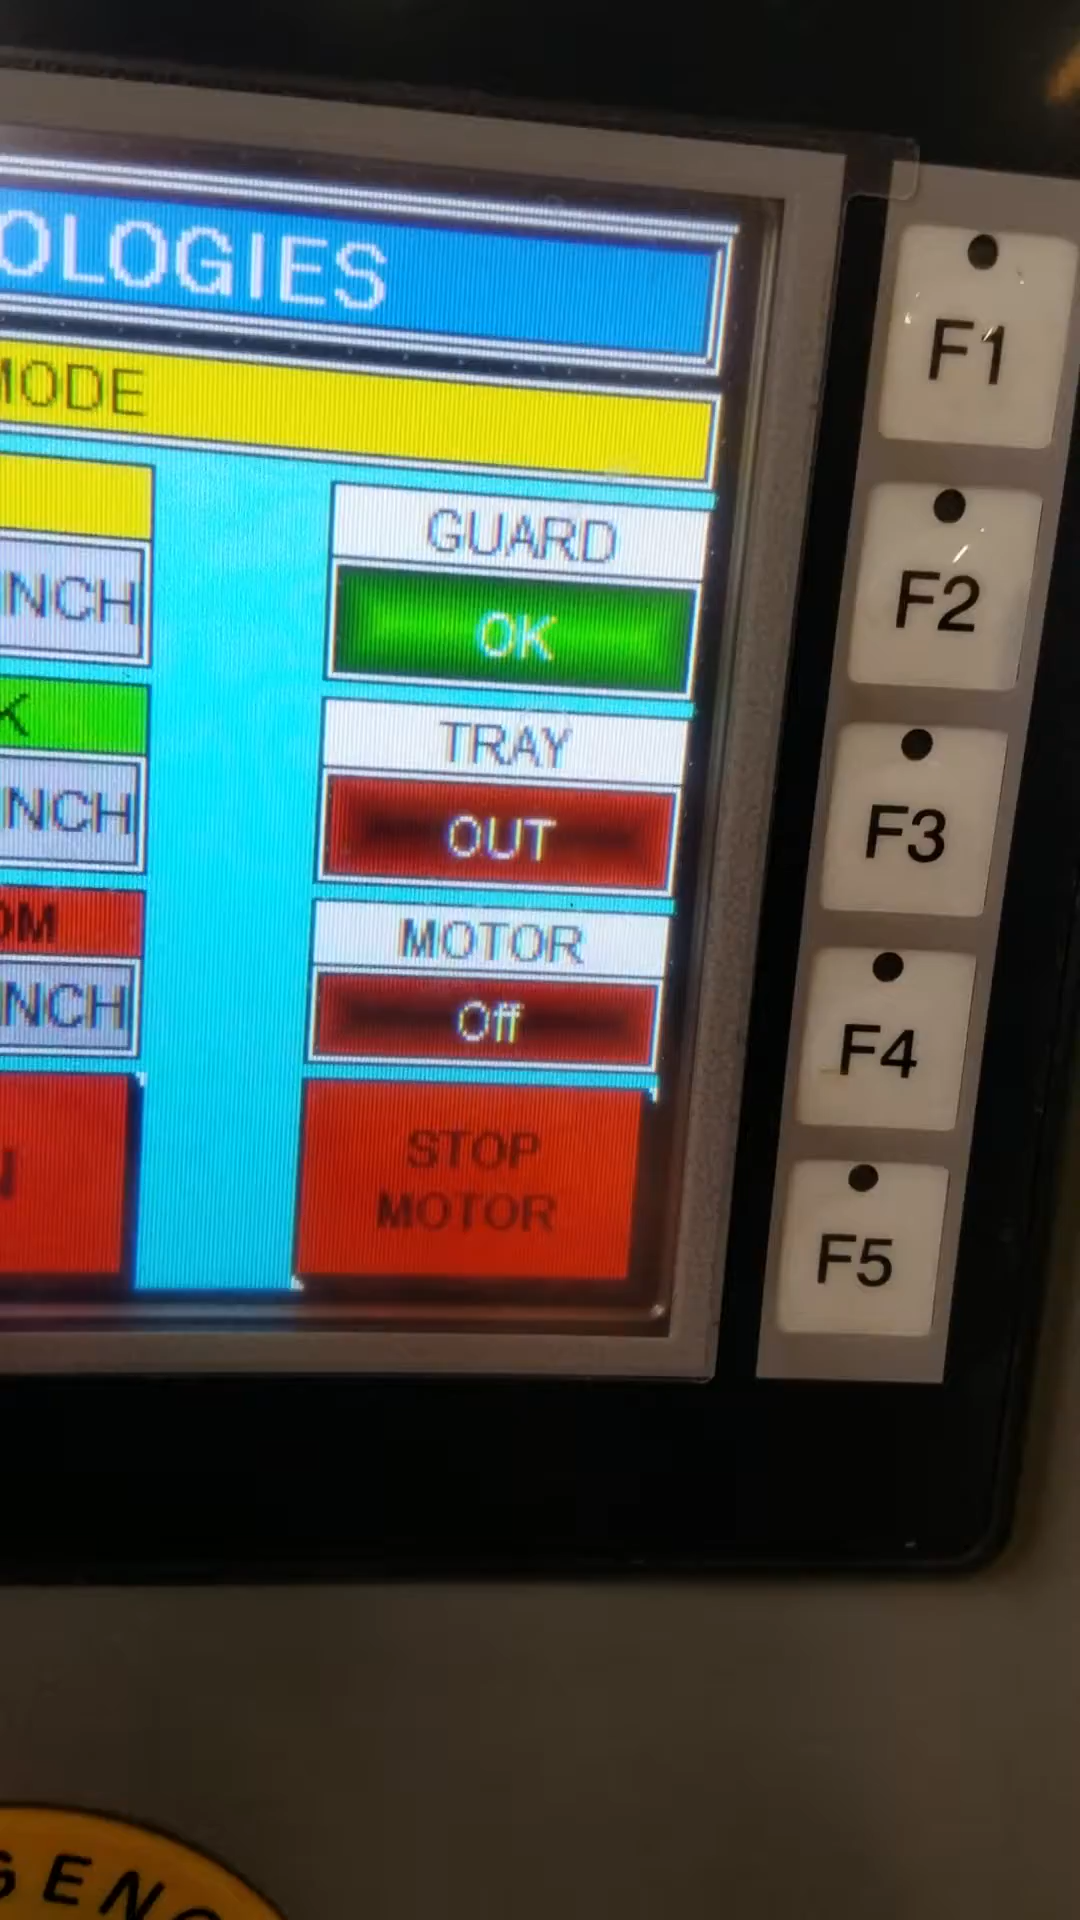 OLOGIES
MODE
GUARD
OK
INCH
TRAY
OUT
K
INCH
MOTOR
Off
OM
INCH
STOP
MOTOR
N
F1
F2
F3
F4
F5
GENC